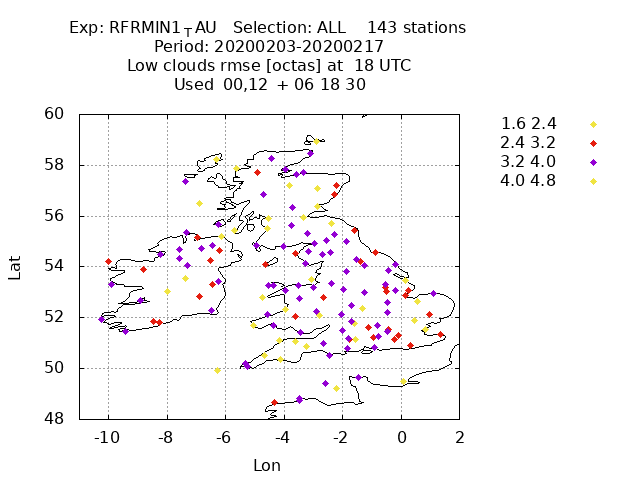 Exp: RFRMIN1_TAU   Selection: ALL    143 stations
Period: 20200203-20200217
Low clouds rmse [octas] at  18 UTC
Used  00,12  + 06 18 30
1.6 2.4
2.4 3.2
3.2 4.0
4.0 4.8
60
58
56
54
52
50
48
Lat
-10 -8 -6 -4 -2 0 2
Lon